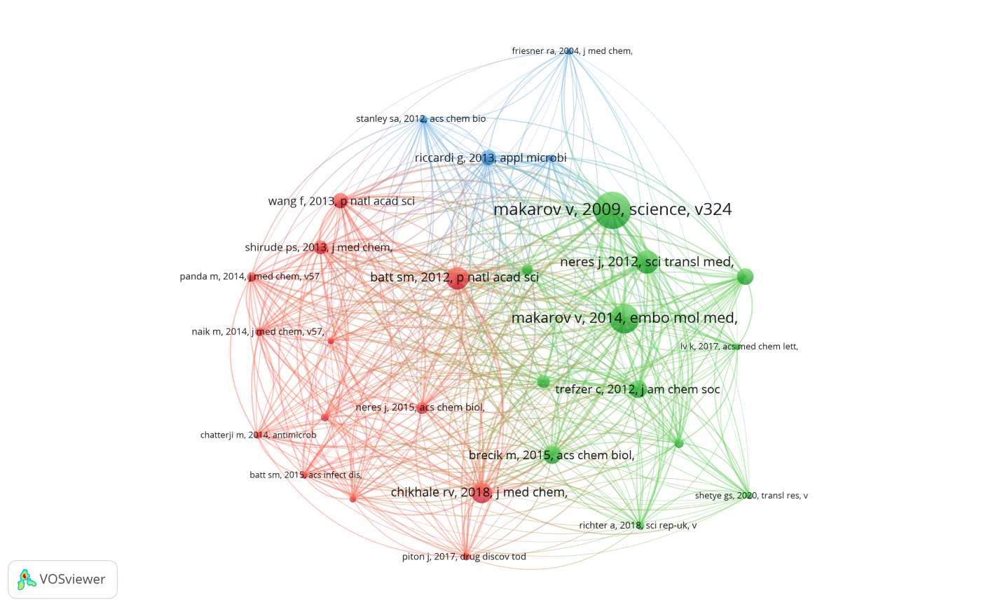 friesner ra, 2004, j med chem,
stanley sa, 2012, acs chem bio
riccardi g, 2013, appl microbi
wang f, 2013, p natl acad sci
makarov v, 2009, science, v324
shirude ps, 2013, j med chem,
neres j, 2012, sci transl med,
panda m, 2014, j med chem, v57
batt sm, 2012, p natl acad sci
makarov v, 2014, embo mol med,
naik m, 2014, j med chem, v57,
lv k, 2017, acs med chem lett,
trefzer c, 2012, j am chem soc
neres j, 2015, acs chem biol,
chatterji m, 2014, antimicrob
brecik m, 2015, acs chem biol,
batt sm, 2015, acs infect dis,
chikhale rv, 2018, j med chem,
shetye gs, 2020, transl res, v
richter a, 2018, sci rep-uk, v
piton j, 2017, drug discov tod
VOSviewer